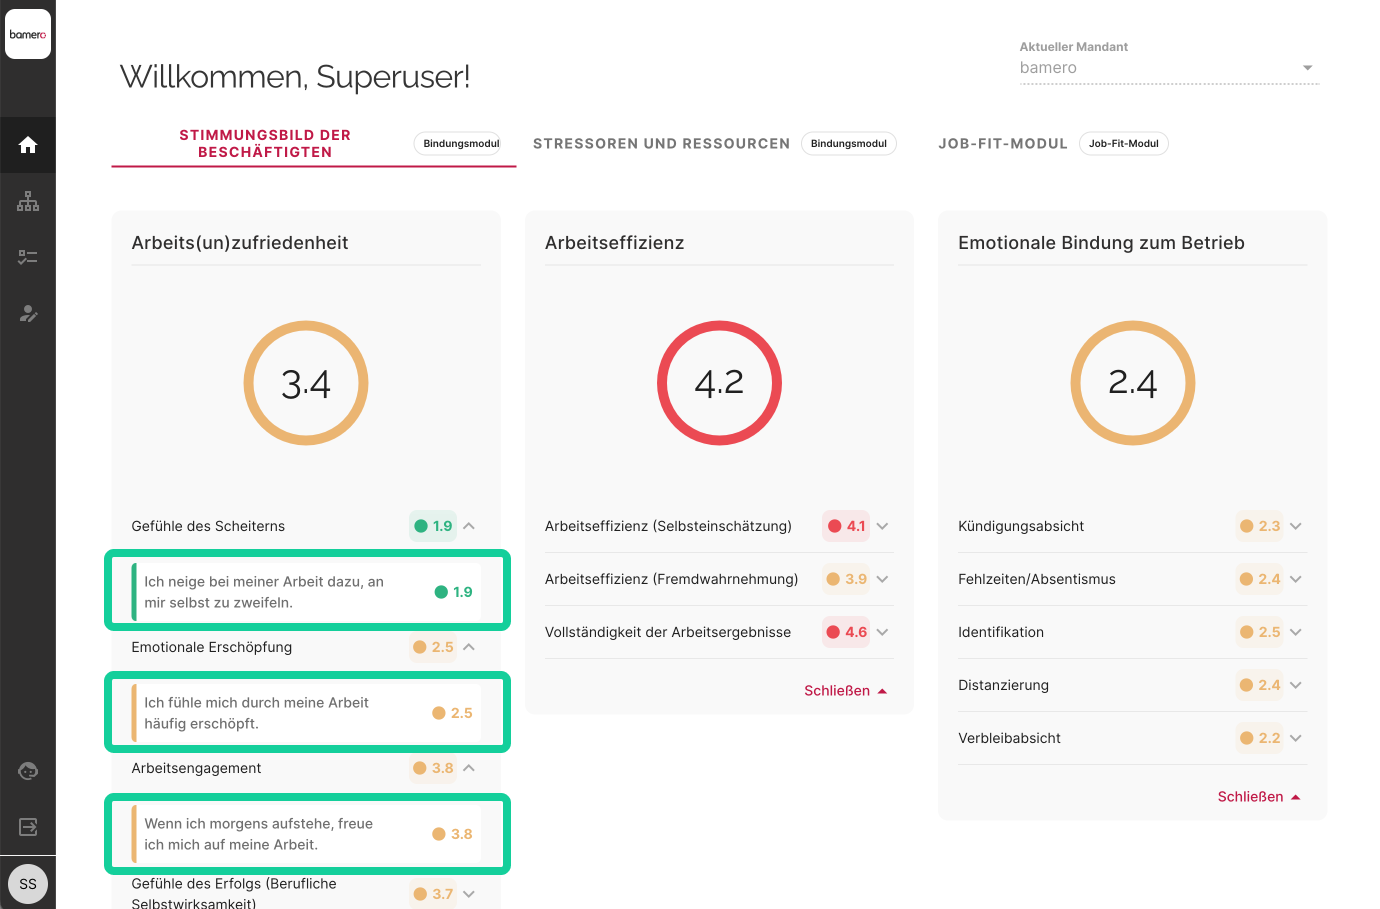 bamero
Willkommen, Superuser!
Aktueller Mandant
bamero
STIMMUNGSBILD DER
BESCHÄFTIGTEN
Bindungsmodul
STRESSOREN UND RESSOURCEN
Bindungsmodul
JOB-FIT-MODUL
Job-Fit-Modul
Arbeits(un)zufriedenheit
3.4
Gefühle des Scheiterns 1.9
Ich neige bei meiner Arbeit dazu, an
mir selbst zu zweifeln.
1.9
Emotionale Erschöpfung 2.5
Ich fühle mich durch meine Arbeit
häufig erschöpft.
2.5
Arbeitsengagement 3.8
Wenn ich morgens aufstehe, freue
ich mich auf meine Arbeit.
3.8
Gefühle des Erfolgs (Berufliche
Selbstwirksamkeit)
3.7
Arbeitseffizienz
4.2
Arbeitseffizienz (Selbsteinschätzung) 4.1
Arbeitseffizienz (Fremdwahrnehmung) 3.9
Vollständigkeit der Arbeitsergebnisse 4.6
Schließen
Emotionale Bindung zum Betrieb
2.4
Kündigungsabsicht 2.3
Fehlzeiten/Absentismus 2.4
Identifikation 2.5
Distanzierung 2.4
Verbleibabsicht 2.2
Schließen
SS